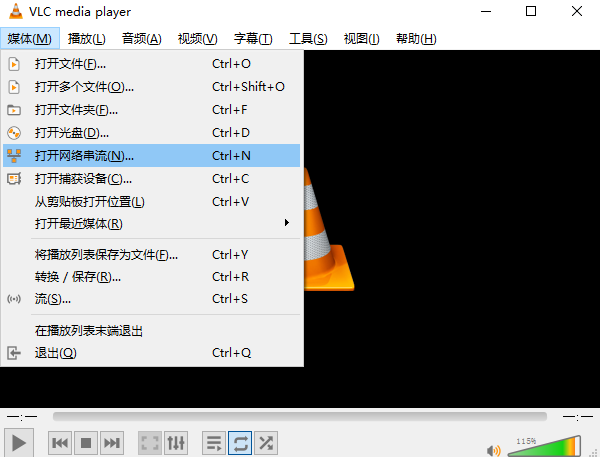 VLC media player
媒体(M) 播放(L) 音频(A) 视频(V) 字幕(T) 工具(S) 视图(I) 帮助(H)
打开文件(F)... Ctrl+O
打开多个文件(O)... Ctrl+Shift+O
打开文件夹(F)... Ctrl+F
打开光盘(D)... Ctrl+D
打开网络串流(N)... Ctrl+N
打开捕获设备(C)... Ctrl+C
从剪贴板打开位置(L) Ctrl+V
打开最近媒体(R)
将播放列表保存为文件(F)... Ctrl+Y
转换 / 保存(R)... Ctrl+R
流(S)... Ctrl+S
在播放列表末端退出
退出(Q) Ctrl+Q
--:-- --:--
115%